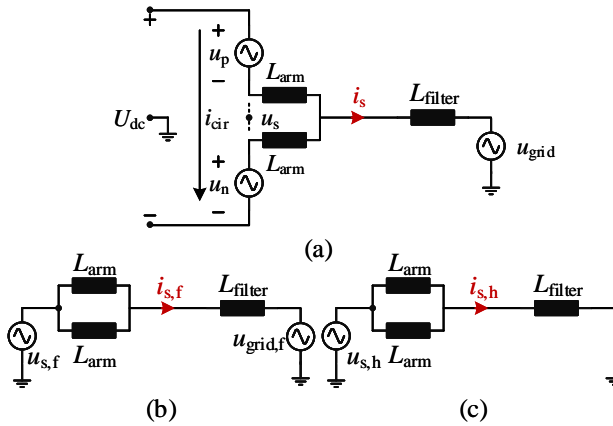 +
+
u_p
−
L_arm
i_s
L_filter
U_dc
i_cir
u_s
+
L_arm
u_grid
u_n
−
−
(a)
L_arm
i_s,f
L_filter
L_arm
i_s,h
L_filter
u_s,f
L_arm
u_grid,f
u_s,h
L_arm
(b)
(c)